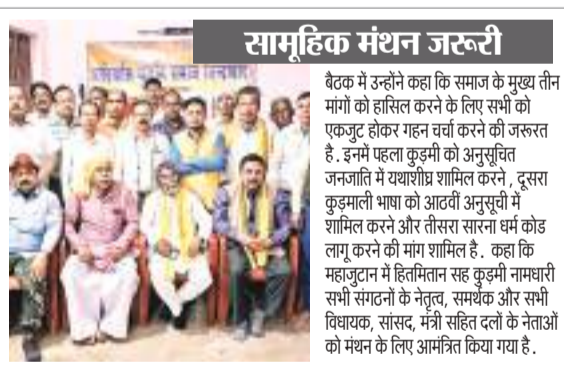 सामूहिक मंथन जरूरी
बैठक में उन्होंने कहा कि समाज के मुख्य तीन
मांगों को हासिल करने के लिए सभी को
एकजुट होकर गहन चर्चा करने की जरूरत
है. इनमें पहला कुड़मी को अनुसूचित
जनजाति में यथाशीघ्र शामिल करने, दूसरा
कुड़माली भाषा को आठवीं अनुसूची में
शामिल करने और तीसरा सारना धर्म कोड
लागू करने की मांग शामिल है. कहा कि
महाजुटान में हितमितान सह कुड़मी नामधारी
सभी संगठनों के नेतृत्व, समर्थक और सभी
विधायक, सांसद, मंत्री सहित दलों के नेताओं
को मंथन के लिए आमंत्रित किया गया है.